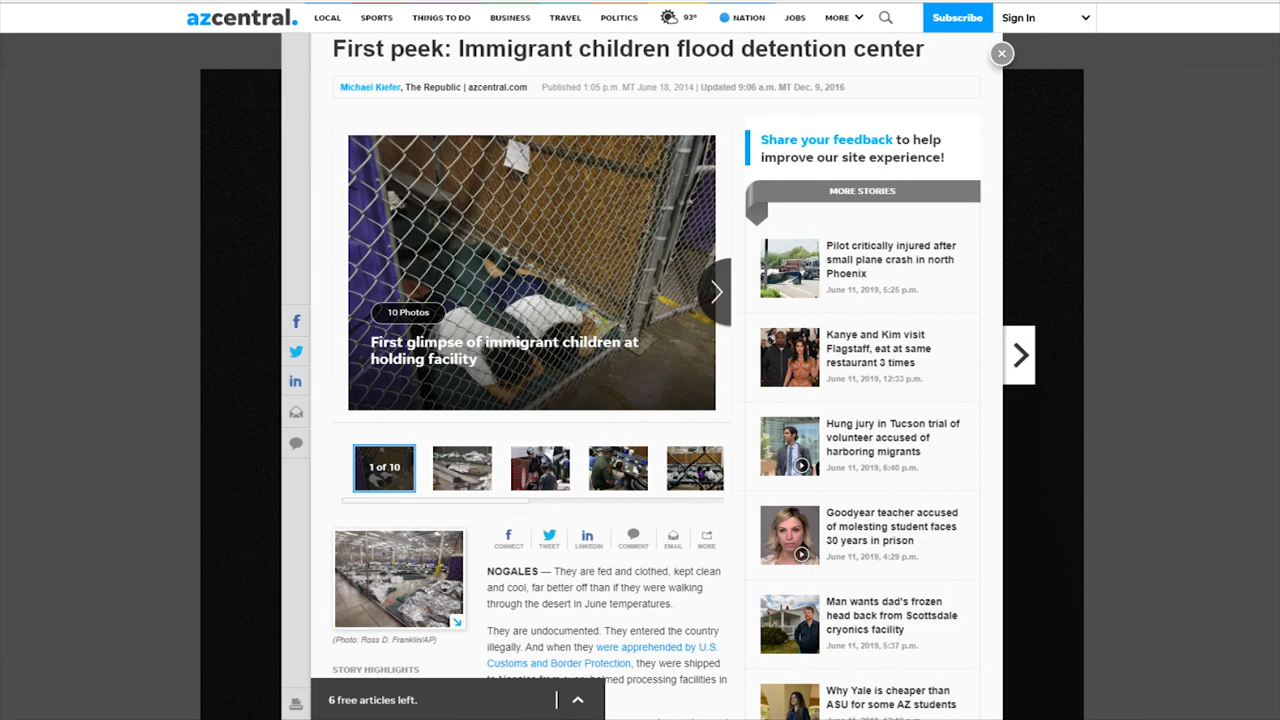 azcentral.
LOCAL SPORTS THINGS TO DO BUSINESS TRAVEL POLITICS 93° NATION JOBS MORE Subscribe Sign In
First peek: Immigrant children flood detention center
Michael Kiefer, The Republic | azcentral.com Published 1:05 p.m. MT June 18, 2014 | Updated 9:06 a.m. MT Dec. 9, 2016
10 Photos
First glimpse of immigrant children at
holding facility
1 of 10
(Photo: Ross D. Franklin/AP)
STORY HIGHLIGHTS
CONNECT TWEET LINKEDIN COMMENT EMAIL MORE
NOGALES — They are fed and clothed, kept clean
and cool, far better off than if they were walking
through the desert in June temperatures.
They are undocumented. They entered the country
illegally. And when they were apprehended by U.S.
Customs and Border Protection, they were shipped
processing facilities in
6 free articles left.
Share your feedback to help
improve our site experience!
MORE STORIES
Pilot critically injured after
small plane crash in north
Phoenix
June 11, 2019, 5:25 p.m.
Kanye and Kim visit
Flagstaff, eat at same
restaurant 3 times
June 11, 2019, 12:33 p.m.
Hung jury in Tucson trial of
volunteer accused of
harboring migrants
June 11, 2019, 6:40 p.m.
Goodyear teacher accused
of molesting student faces
30 years in prison
June 11, 2019, 4:29 p.m.
Man wants dad's frozen
head back from Scottsdale
cryonics facility
June 11, 2019, 5:37 p.m.
Why Yale is cheaper than
ASU for some AZ students